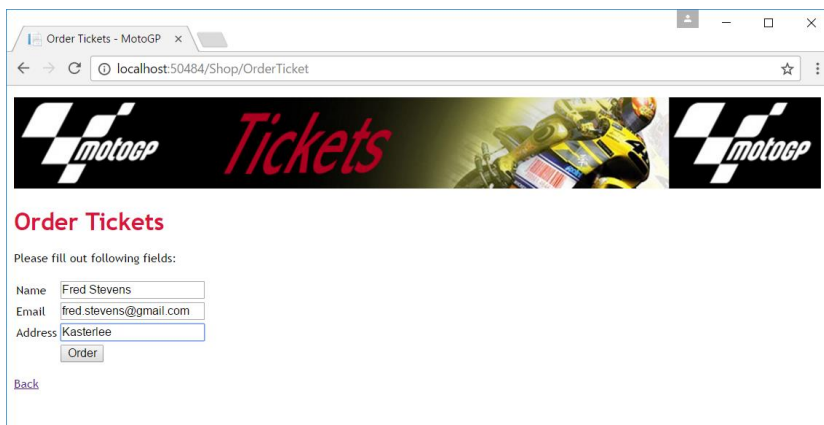 Order Tickets - MotoGP
localhost:50484/Shop/OrderTicket
motoGP Tickets motoGP
Order Tickets
Please fill out following fields:
Name Fred Stevens
Email fred.stevens@gmail.com
Address Kasterlee
Order
Back